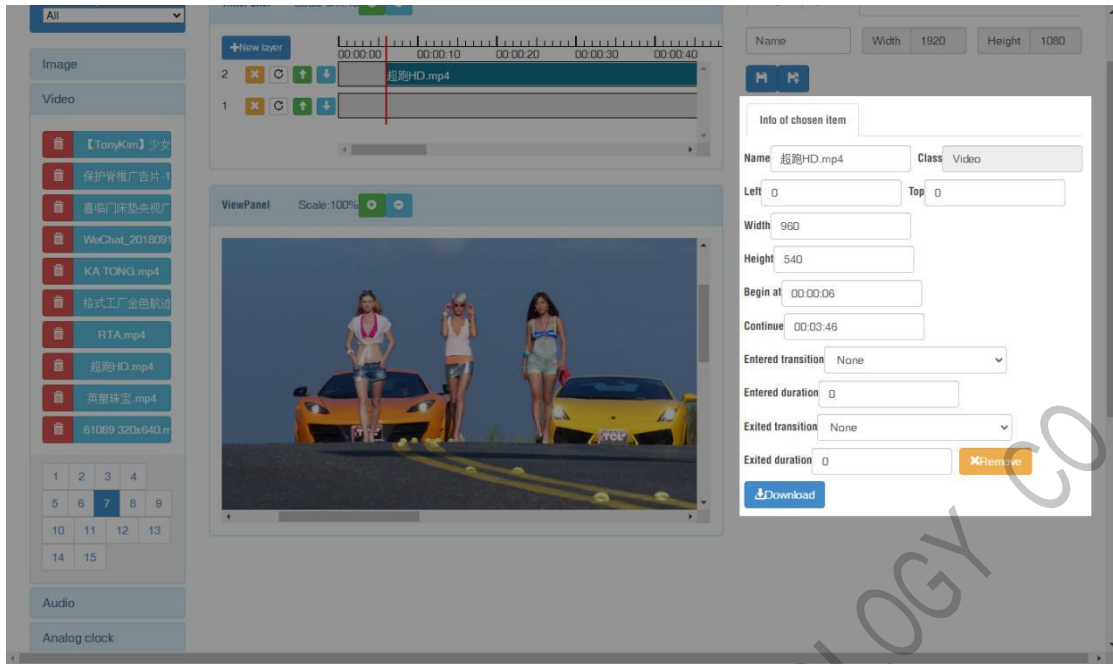 All
Image
Video
【TonyKim】少女
保护脊椎广告片-1
喜临门床垫央视广
WeChat_2018091
KA TONG.mp4
格式工厂金色航迹
RTA.mp4
超跑HD.mp4
英皇珠宝.mp4
61089 320x640.m
1 2 3 4
5 6 7 8 9
10 11 12 13
14 15
Audio
Analog clock
New layer
00:00:00 00:00:10 00:00:20 00:00:30 00:00:40
2 超跑HD.mp4
1
ViewPanel Scale:100%
TCL
TCL
Name Width 1920 Height 1080
Info of chosen item
Name 超跑HD.mp4 Class Video
Left 0 Top 0
Width 960
Height 540
Begin at 00:00:06
Continue 00:03:46
Entered transition None
Entered duration 0
Exited transition None
Exited duration 0 Remove
Download
LOGY CO